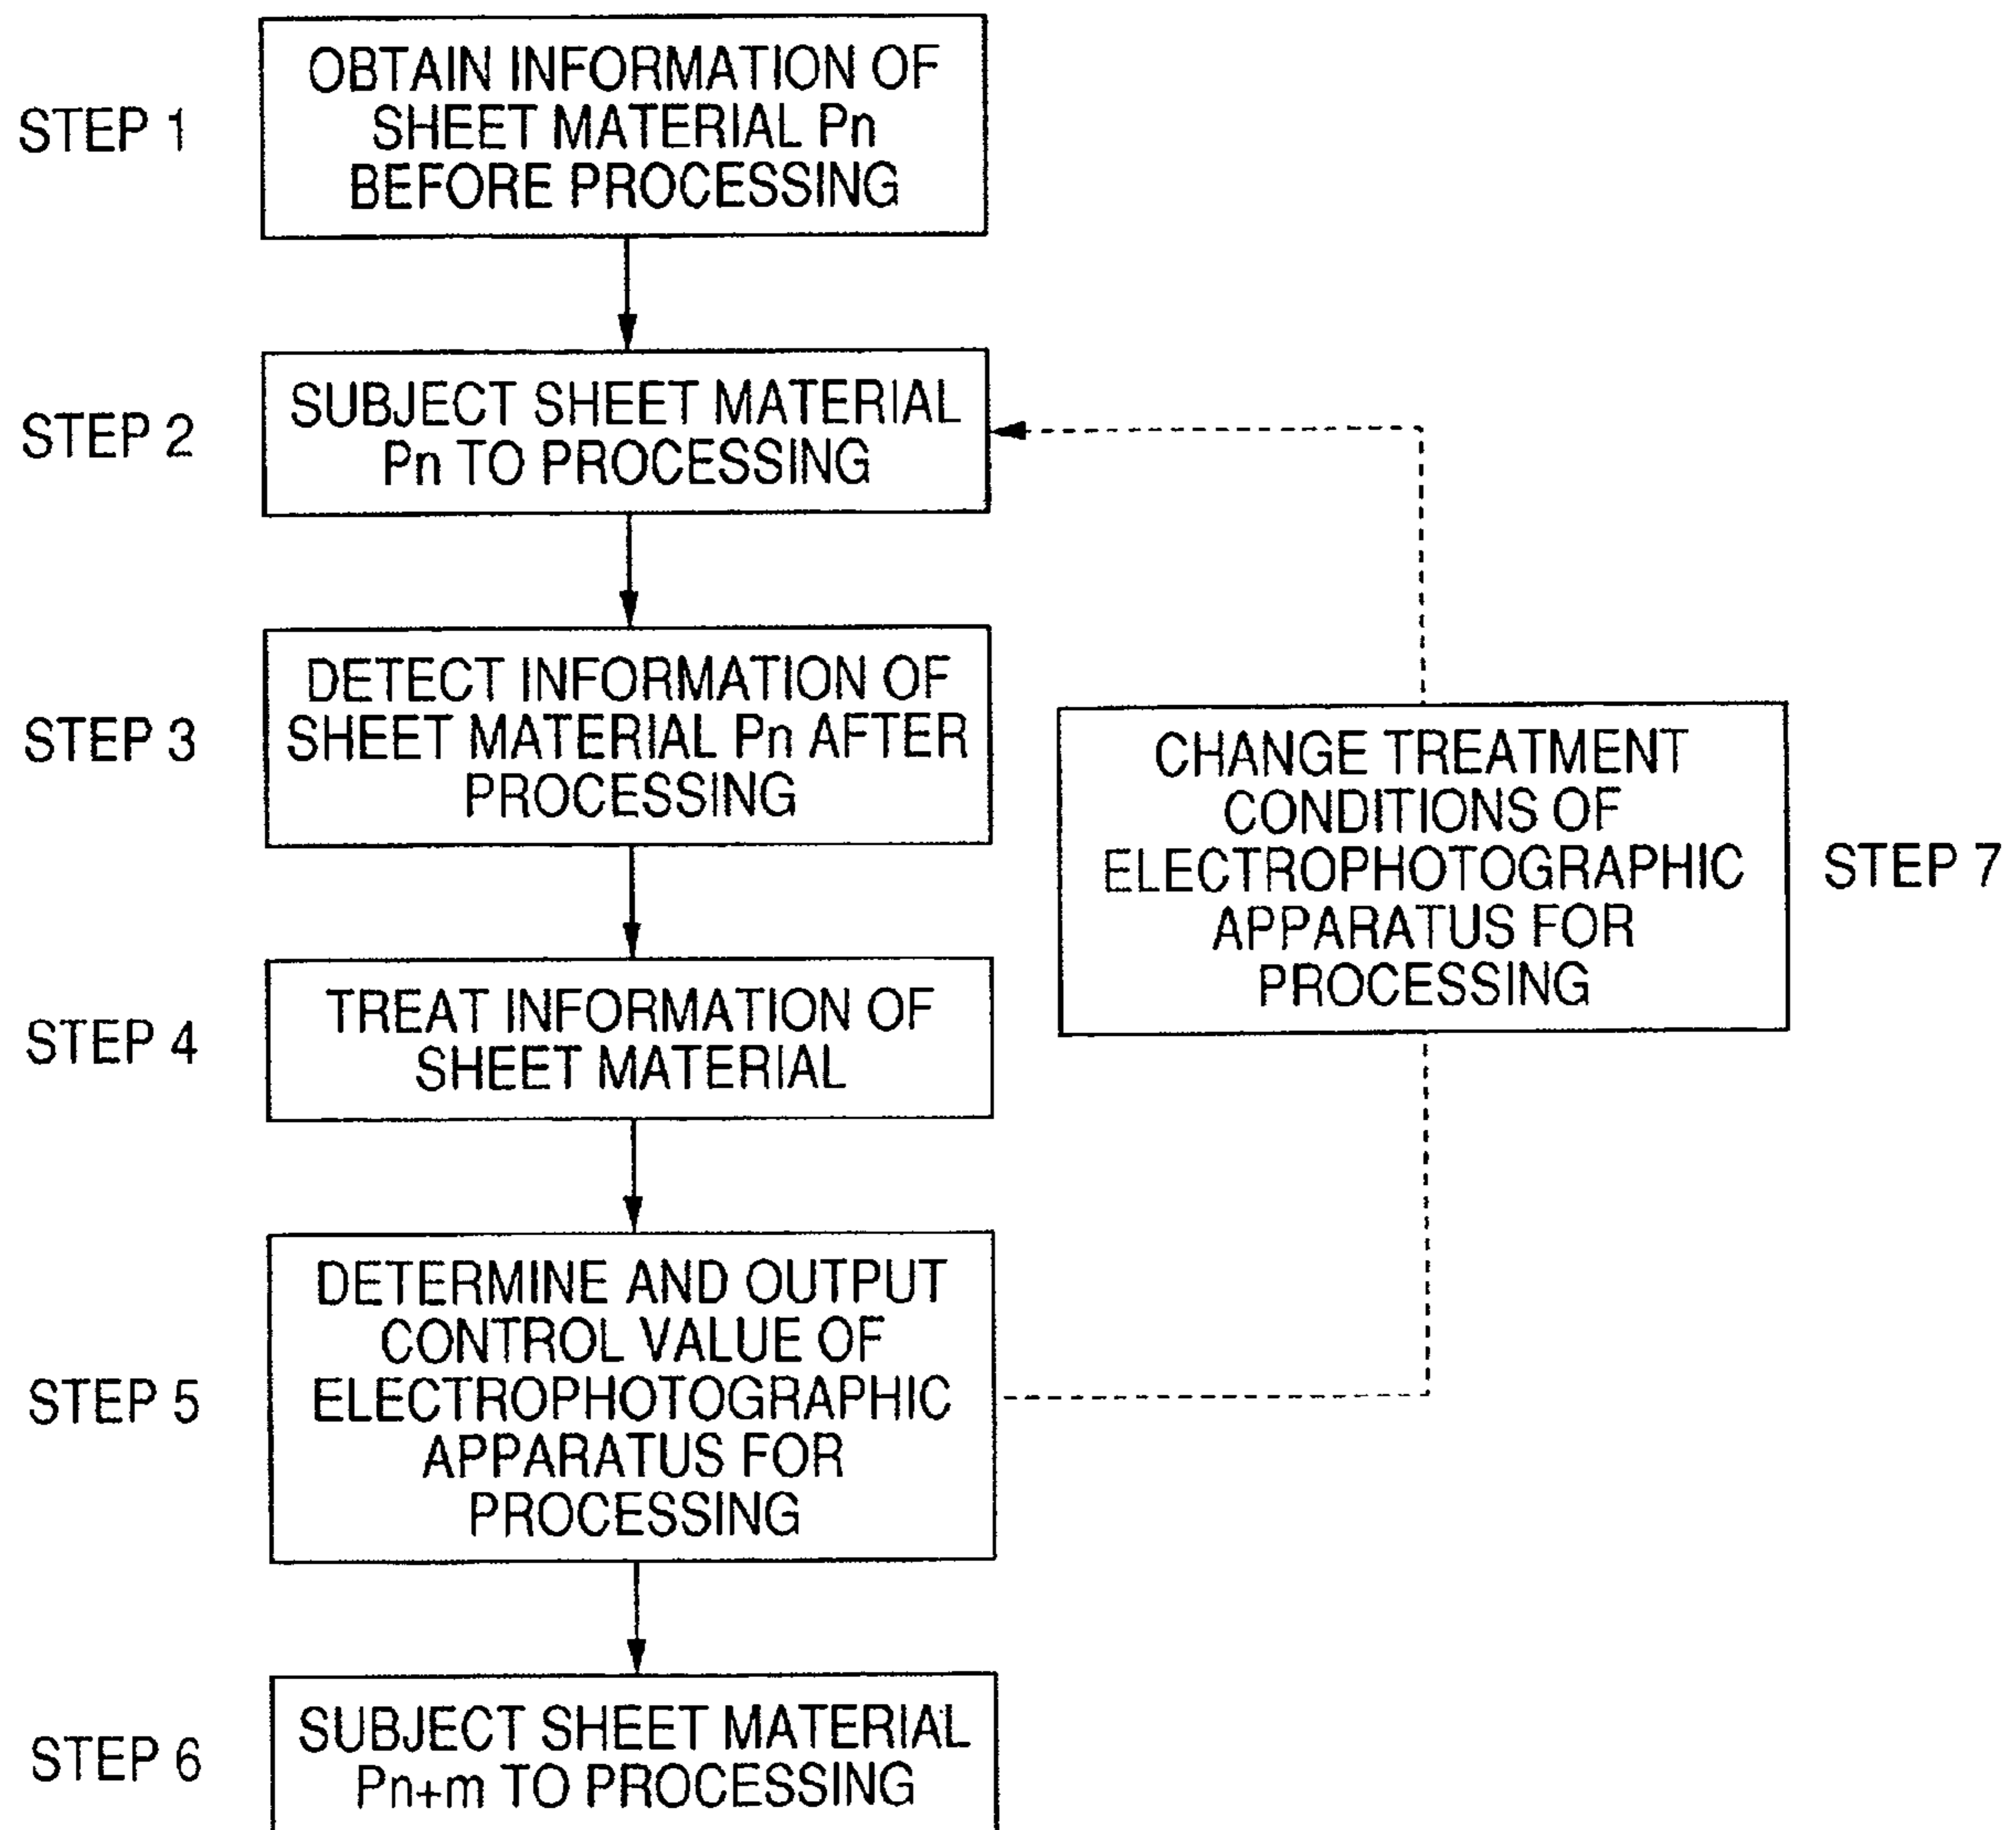 STEP 1
OBTAIN INFORMATION OF
SHEET MATERIAL Pn
BEFORE PROCESSING
STEP 2
SUBJECT SHEET MATERIAL
Pn TO PROCESSING
STEP 3
DETECT INFORMATION OF
SHEET MATERIAL Pn AFTER
PROCESSING
STEP 4
TREAT INFORMATION OF
SHEET MATERIAL
STEP 5
DETERMINE AND OUTPUT
CONTROL VALUE OF
ELECTROPHOTOGRAPHIC
APPARATUS FOR
PROCESSING
STEP 6
SUBJECT SHEET MATERIAL
Pn+m TO PROCESSING
CHANGE TREATMENT
CONDITIONS OF
ELECTROPHOTOGRAPHIC
APPARATUS FOR
PROCESSING
STEP 7